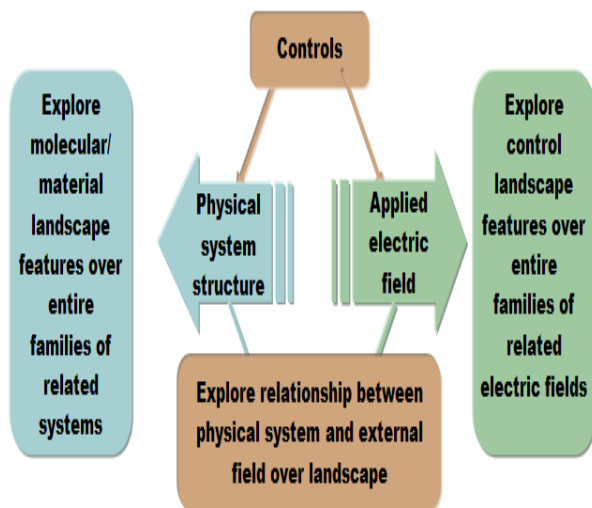 Controls
Explore
molecular/
material
landscape
features over
entire
families of
related
systems
Physical
system
structure
Applied
electric
field
Explore
control
landscape
features over
entire
families of
related
electric fields
Explore relationship between
physical system and external
field over landscape